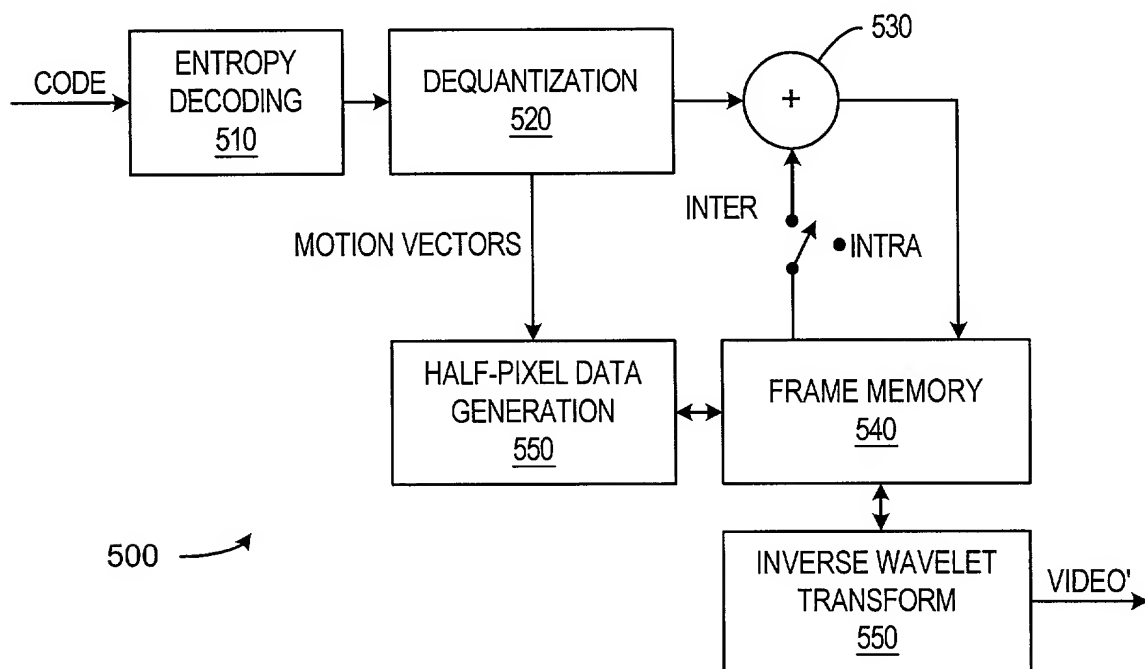 530
CODE
ENTROPY
DECODING
510
DEQUANTIZATION
520
+
INTER
INTRA
MOTION VECTORS
HALF-PIXEL DATA
GENERATION
550
FRAME MEMORY
540
500
INVERSE WAVELET
TRANSFORM
550
VIDEO'